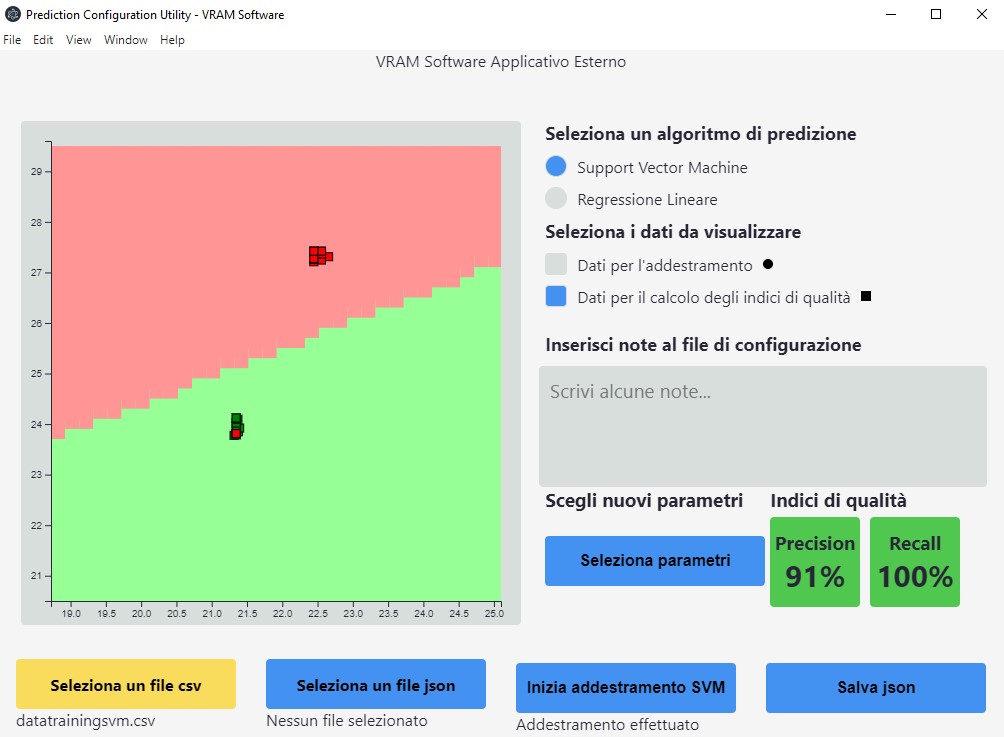 Prediction Configuration Utility - VRAM Software
File Edit View Window Help
VRAM Software Applicativo Esterno
29
28
27
26
25
24
23
22
21
19.0 19.5 20.0 20.5 21.0 21.5 22.0 22.5 23.0 23.5 24.0 24.5 25.0
Seleziona un algoritmo di predizione
Support Vector Machine
Regressione Lineare
Seleziona i dati da visualizzare
Dati per l'addestramento
Dati per il calcolo degli indici di qualità
Inserisci note al file di configurazione
Scrivi alcune note...
Scegli nuovi parametri
Seleziona parametri
Indici di qualità
Precision
91%
Recall
100%
Seleziona un file csv
datatrainingsvm.csv
Seleziona un file json
Nessun file selezionato
Inizia addestramento SVM
Addestramento effettuato
Salva json